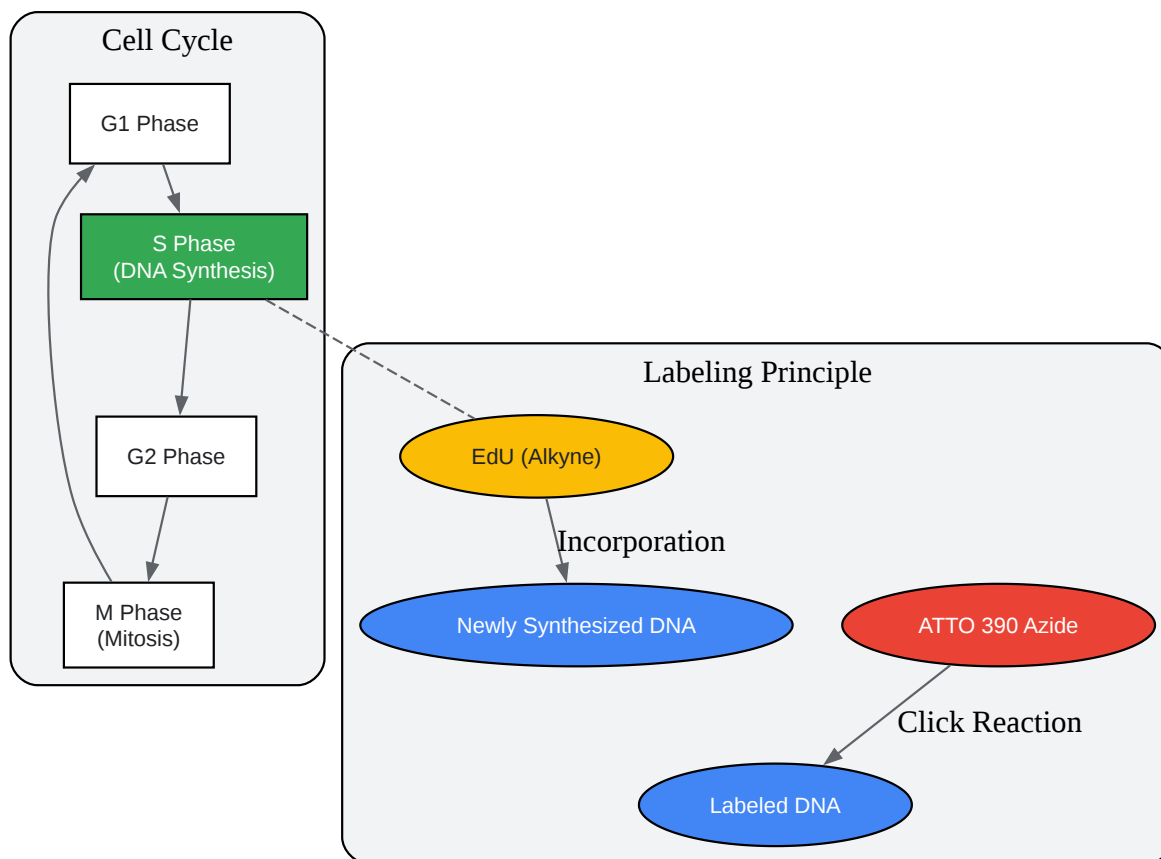 Cell Cycle
G1 Phase
S Phase
(DNA Synthesis)
G2 Phase
M Phase
(Mitosis)
Labeling Principle
EdU (Alkyne)
Incorporation
Newly Synthesized DNA
ATTO 390 Azide
Click Reaction
Labeled DNA